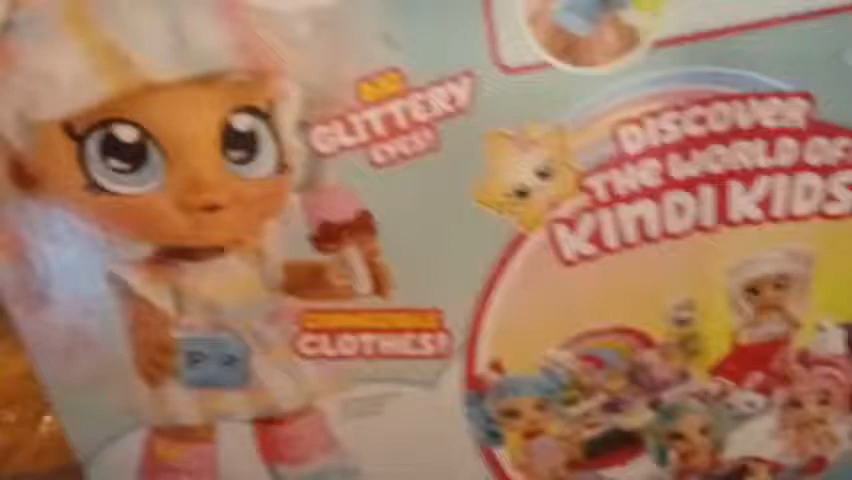 GLITTERY
EYES!
CLOTHES!
DISCOVER
THE WORLD OF
KINDI KIDS